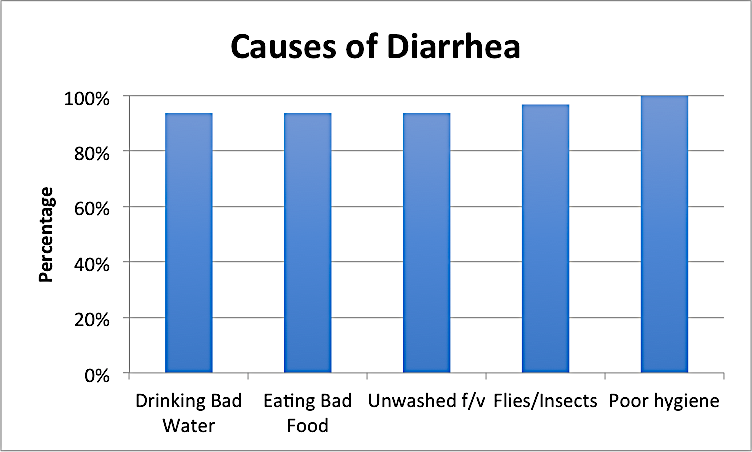 Causes of Diarrhea
Percentage
100%
80%
60%
40%
20%
0%
Drinking Bad
Water
Eating Bad
Food
Unwashed f/v
Flies/Insects
Poor hygiene